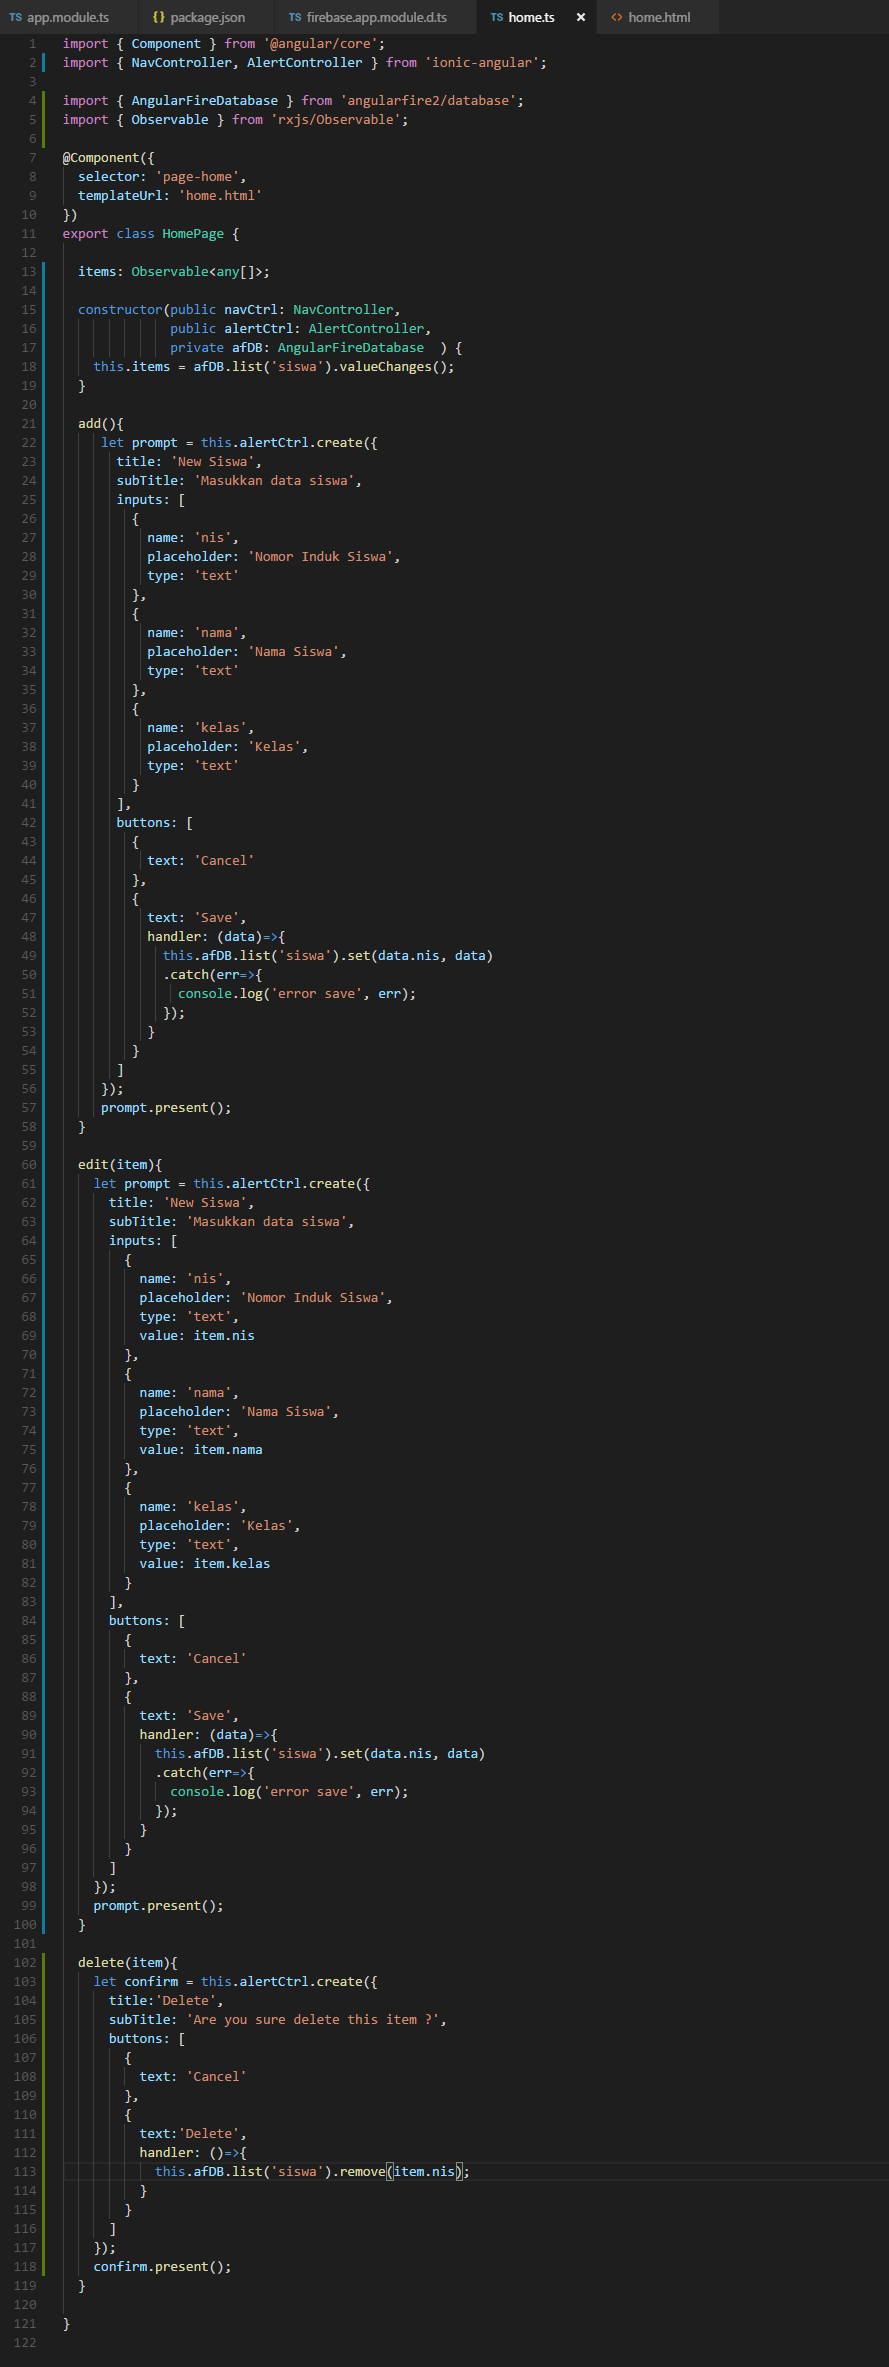 TS app.module.ts {} package.json TS firebase.app.module.d.ts TS home.ts × <> home.html
1 import { Component } from '@angular/core';
2 import { NavController, AlertController } from 'ionic-angular';
3
4 import { AngularFireDatabase } from 'angularfire2/database';
5 import { Observable } from 'rxjs/Observable';
6
7 @Component({
8   selector: 'page-home',
9   templateUrl: 'home.html'
10 })
11 export class HomePage {
12
13   items: Observable<any[]>;
14
15   constructor(public navCtrl: NavController,
16               public alertCtrl: AlertController,
17               private afDB: AngularFireDatabase  ) {
18     this.items = afDB.list('siswa').valueChanges();
19   }
20
21   add(){
22      let prompt = this.alertCtrl.create({
23        title: 'New Siswa',
24        subTitle: 'Masukkan data siswa',
25        inputs: [
26          {
27            name: 'nis',
28            placeholder: 'Nomor Induk Siswa',
29            type: 'text'
30          },
31          {
32            name: 'nama',
33            placeholder: 'Nama Siswa',
34            type: 'text'
35          },
36          {
37            name: 'kelas',
38            placeholder: 'Kelas',
39            type: 'text'
40          }
41        ],
42        buttons: [
43          {
44            text: 'Cancel'
45          },
46          {
47            text: 'Save',
48            handler: (data)=>{
49              this.afDB.list('siswa').set(data.nis, data)
50              .catch(err=>{
51                console.log('error save', err);
52              });
53            }
54          }
55        ]
56      });
57      prompt.present();
58   }
59
60   edit(item){
61     let prompt = this.alertCtrl.create({
62       title: 'New Siswa',
63       subTitle: 'Masukkan data siswa',
64       inputs: [
65         {
66           name: 'nis',
67           placeholder: 'Nomor Induk Siswa',
68           type: 'text',
69           value: item.nis
70         },
71         {
72           name: 'nama',
73           placeholder: 'Nama Siswa',
74           type: 'text',
75           value: item.nama
76         },
77         {
78           name: 'kelas',
79           placeholder: 'Kelas',
80           type: 'text',
81           value: item.kelas
82         }
83       ],
84       buttons: [
85         {
86           text: 'Cancel'
87         },
88         {
89           text: 'Save',
90           handler: (data)=>{
91             this.afDB.list('siswa').set(data.nis, data)
92             .catch(err=>{
93               console.log('error save', err);
94             });
95           }
96         }
97       ]
98     });
99     prompt.present();
100   }
101
102   delete(item){
103     let confirm = this.alertCtrl.create({
104       title:'Delete',
105       subTitle: 'Are you sure delete this item ?',
106       buttons: [
107         {
108           text: 'Cancel'
109         },
110         {
111           text:'Delete',
112           handler: ()=>{
113             this.afDB.list('siswa').remove(item.nis);
114           }
115         }
116       ]
117     });
118     confirm.present();
119   }
120
121 }
122